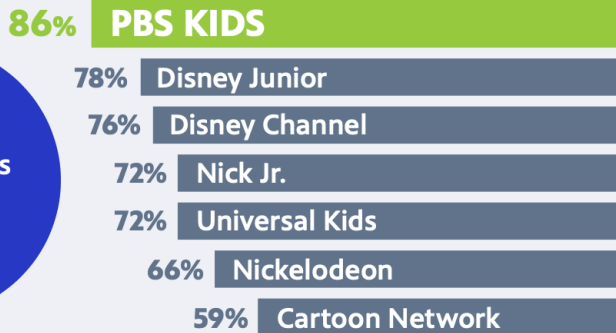 86% PBS KIDS
78% Disney Junior
76% Disney Channel
72% Nick Jr.
72% Universal Kids
66% Nickelodeon
59% Cartoon Network